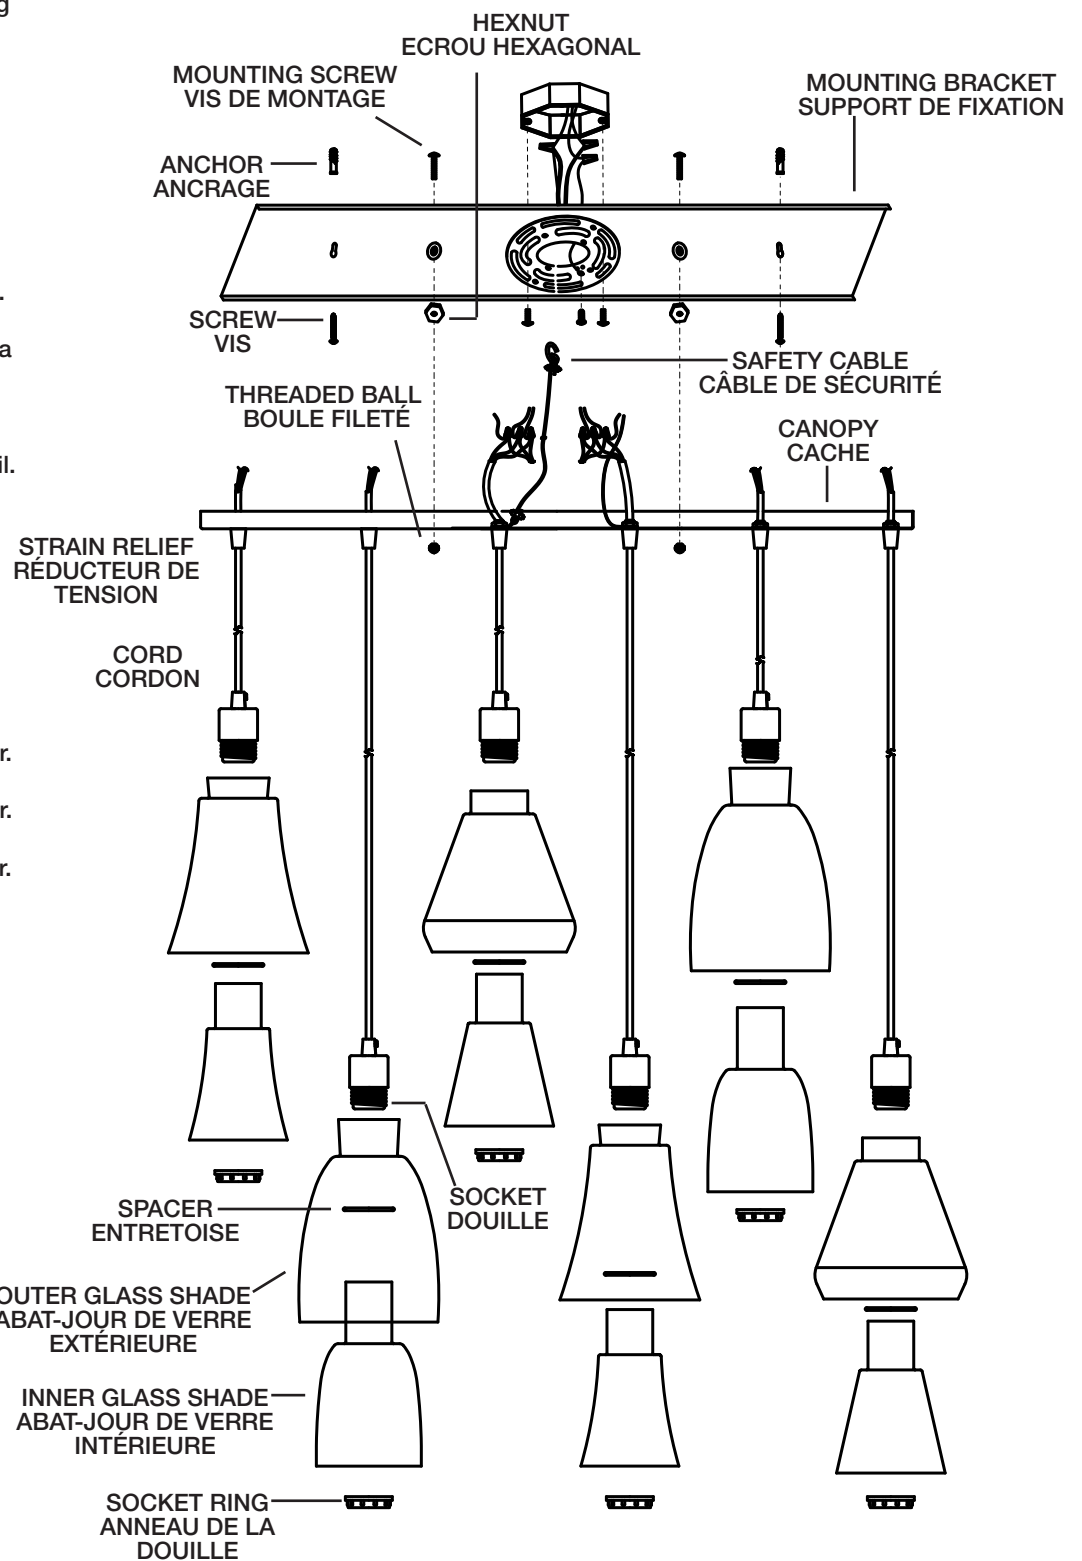 g
HEXNUT
ECROU HEXAGONAL
MOUNTING SCREW
VIS DE MONTAGE
MOUNTING BRACKET
SUPPORT DE FIXATION
ANCHOR
ANCRAGE
.
SCREW
VIS
a
SAFETY CABLE
CÂBLE DE SÉCURITÉ
THREADED BALL
BOULE FILETÉ
CANOPY
CACHE
il.
STRAIN RELIEF
RÉDUCTEUR DE
TENSION
CORD
CORDON
r.
r.
r.
SOCKET
DOUILLE
SPACER
ENTRETOISE
OUTER GLASS SHADE
ABAT-JOUR DE VERRE
EXTÉRIEURE
INNER GLASS SHADE
ABAT-JOUR DE VERRE
INTÉRIEURE
SOCKET RING
ANNEAU DE LA
DOUILLE